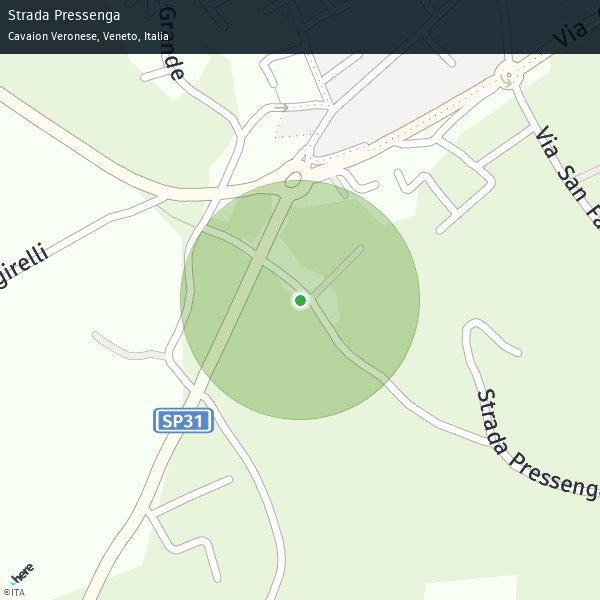 Strada Pressenga
Cavaion Veronese, Veneto, Italia
Grande
Via
Via San Fa
girelli
SP31
Strada Pressenga
here
©ITA